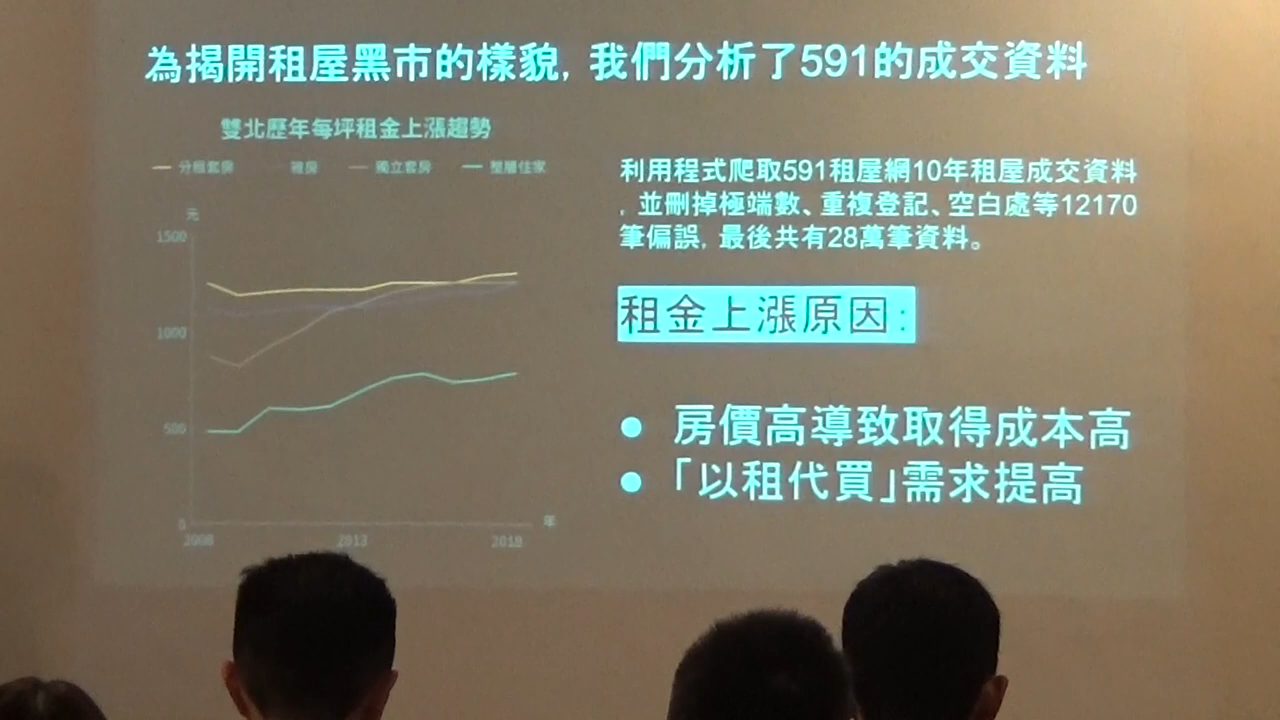 為揭開租屋黑市的樣貌，我們分析了591的成交資料
雙北歷年每坪租金上漲趨勢
分租套房 雅房 獨立套房 整層住家
元
1500
1000
500
0
2008 2013 2018 年
利用程式爬取591租屋網10年租屋成交資料
，並刪掉極端數、重複登記、空白處等12170
筆偏誤，最後共有28萬筆資料。
租金上漲原因:
● 房價高導致取得成本高
● 「以租代買」需求提高